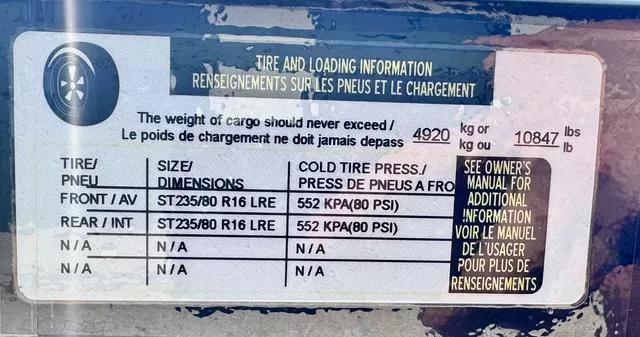 TIRE AND LOADING INFORMATION
RENSEIGNEMENTS SUR LES PNEUS ET LE CHARGEMENT
The weight of cargo should never exceed / 4920 kg or 10847 lbs
Le poids de chargement ne doit jamais depass kg ou lb
TIRE/ SIZE/ COLD TIRE PRESS./
PNEU DIMENSIONS PRESS DE PNEUS A FRO
FRONT / AV ST235/80 R16 LRE 552 KPA(80 PSI)
REAR / INT ST235/80 R16 LRE 552 KPA(80 PSI)
N / A N / A N / A
N / A N / A N / A
SEE OWNER'S
MANUAL FOR
ADDITIONAL
INFORMATION
VOIR LE MANUEL
DE L'USAGER
POUR PLUS DE
RENSEIGNEMENTS